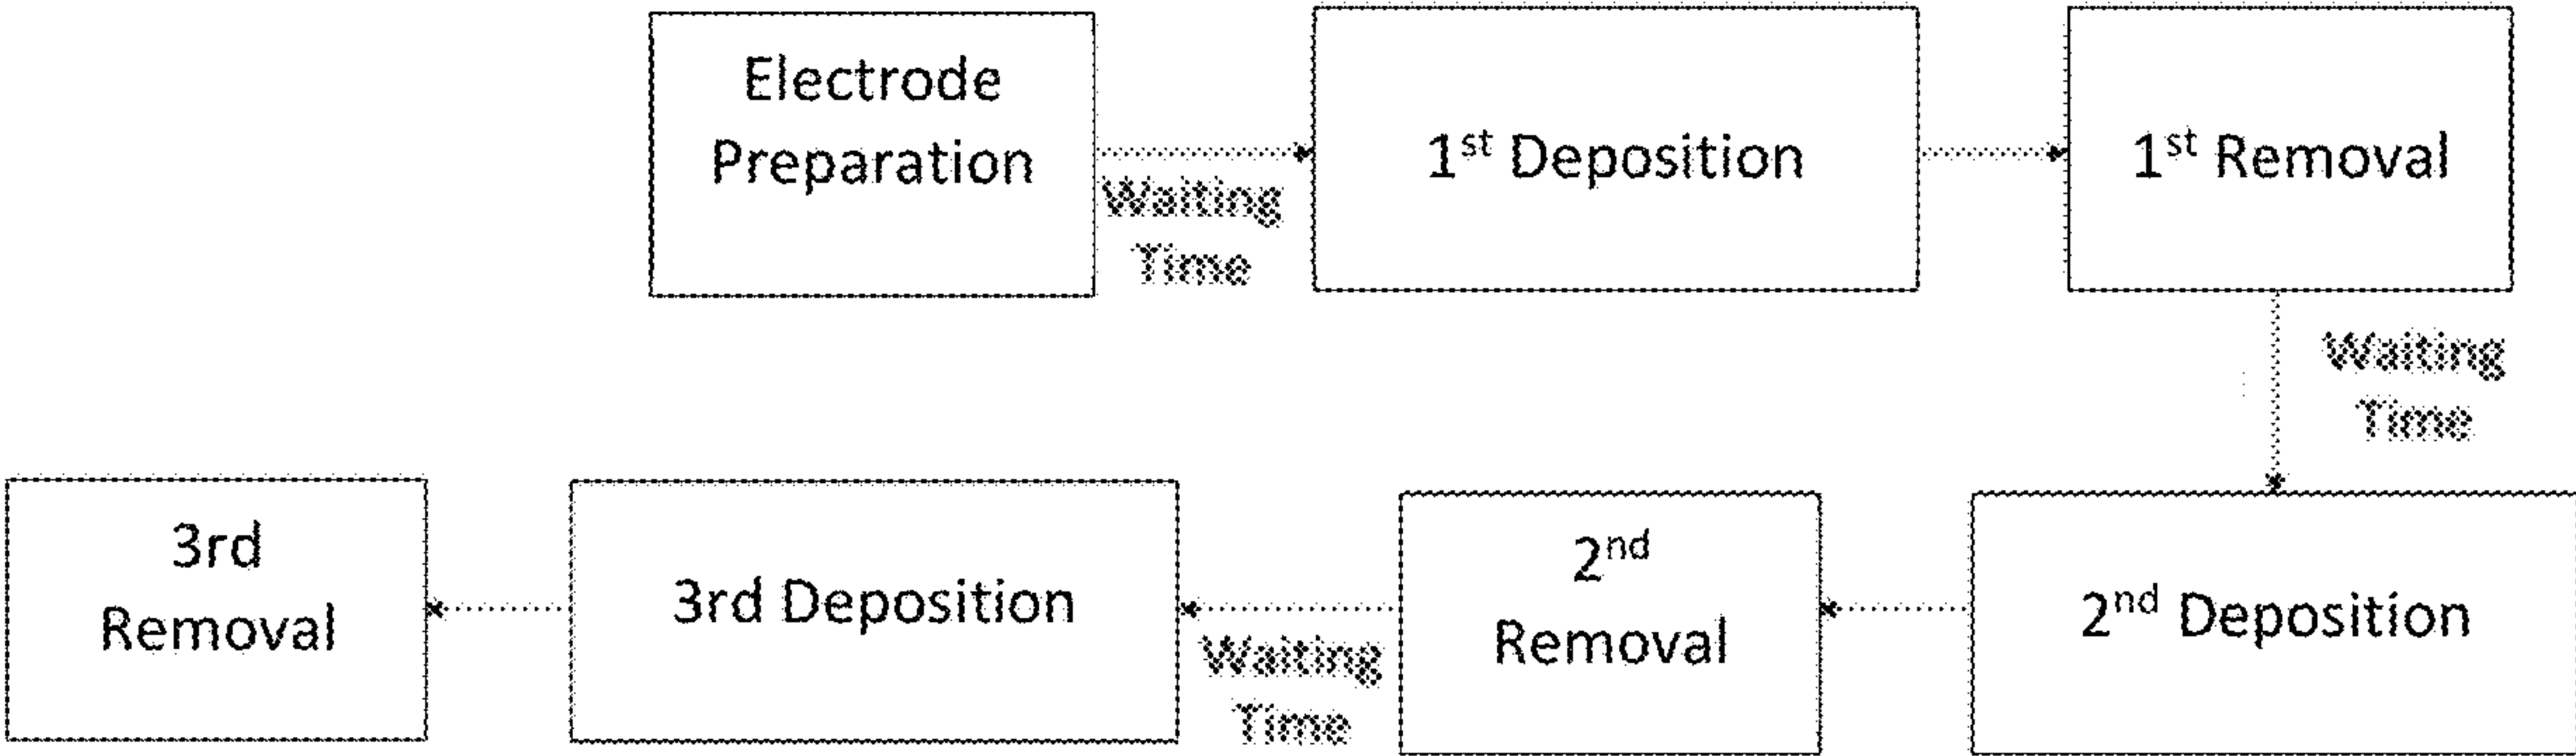 Electrode
Preparation
Waiting
Time
1st Deposition
1st Removal
Waiting
Time
2nd Deposition
2nd
Removal
Waiting
Time
3rd Deposition
3rd
Removal